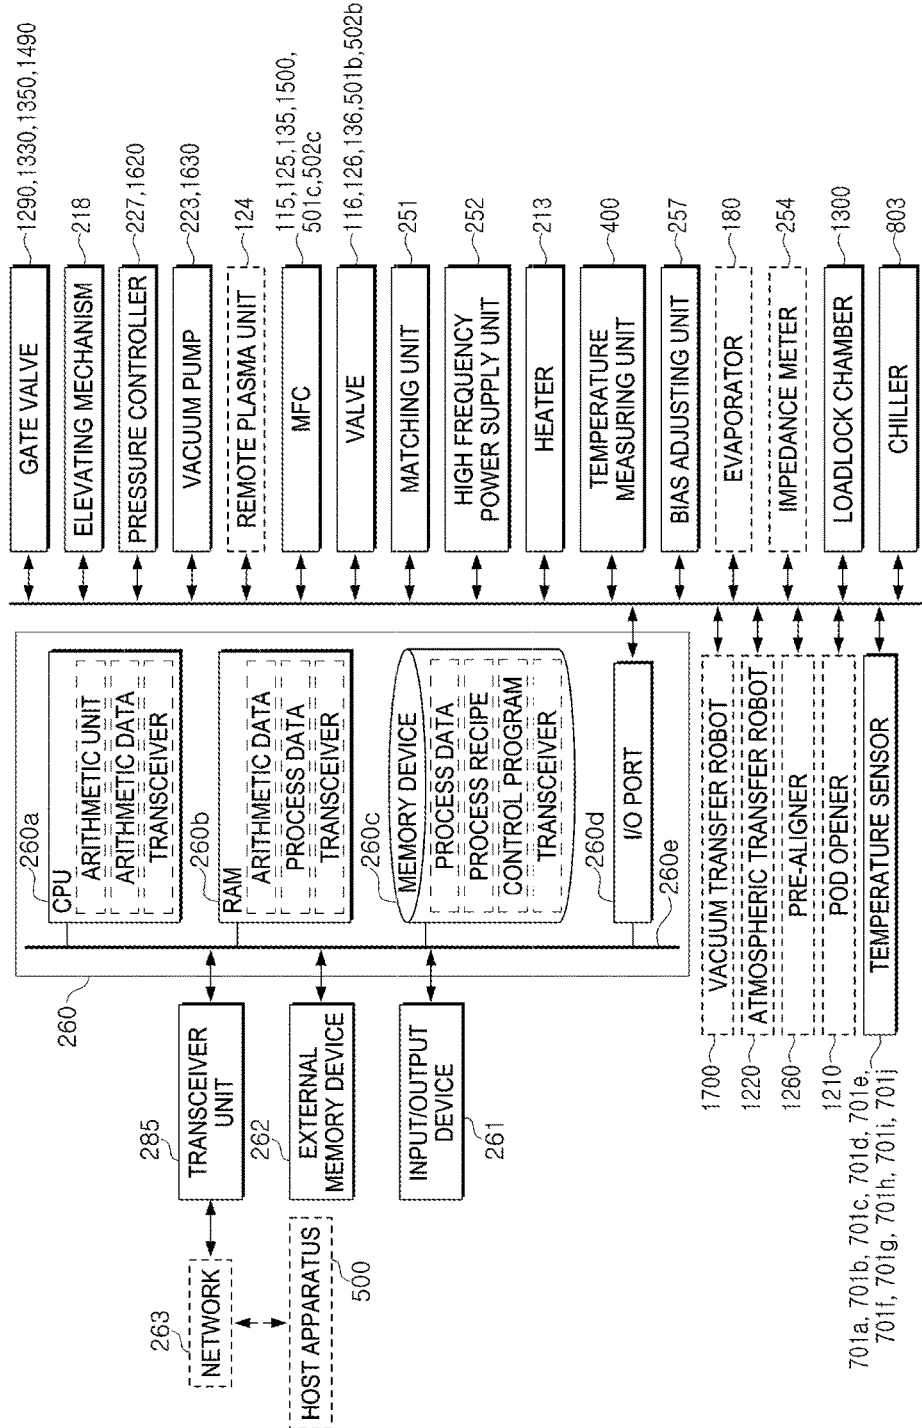 263
NETWORK
HOST APPARATUS
500
285
TRANSCEIVER
UNIT
262
EXTERNAL
MEMORY DEVICE
INPUT/OUTPUT
DEVICE
261
260
260a
CPU
ARITHMETIC UNIT
ARITHMETIC DATA
TRANSCEIVER
260b
RAM
ARITHMETIC DATA
PROCESS DATA
TRANSCEIVER
260c
MEMORY DEVICE
PROCESS DATA
PROCESS RECIPE
CONTROL PROGRAM
TRANSCEIVER
260d
I/O PORT
260e
GATE VALVE
1290,1330,1350,1490
ELEVATING MECHANISM
218
PRESSURE CONTROLLER
227,1620
VACUUM PUMP
223,1630
REMOTE PLASMA UNIT
124
MFC
115,125,135,1500,
501c,502c
VALVE
116,126,136,501b,502b
MATCHING UNIT
251
HIGH FREQUENCY
POWER SUPPLY UNIT
252
HEATER
213
TEMPERATURE
MEASURING UNIT
400
BIAS ADJUSTING UNIT
257
EVAPORATOR
180
IMPEDANCE METER
254
LOADLOCK CHAMBER
1300
CHILLER
803
1700
VACUUM TRANSFER ROBOT
1220
ATMOSPHERIC TRANSFER ROBOT
1260
PRE-ALIGNER
1210
POD OPENER
TEMPERATURE SENSOR
701a, 701b, 701c, 701d, 701e,
701f, 701g, 701h, 701i, 701j